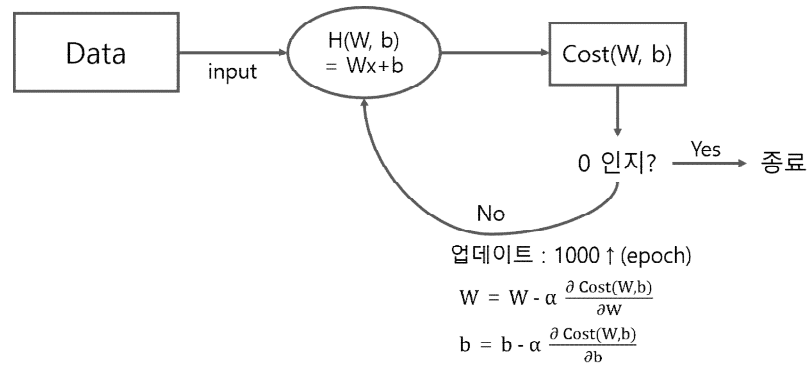 Data
input
H(W, b)
= Wx+b
Cost(W, b)
0 인지?
Yes
종료
No
업데이트 : 1000 ↑ (epoch)
W = W - α ∂ Cost(W,b) / ∂W
b = b - α ∂ Cost(W,b) / ∂b